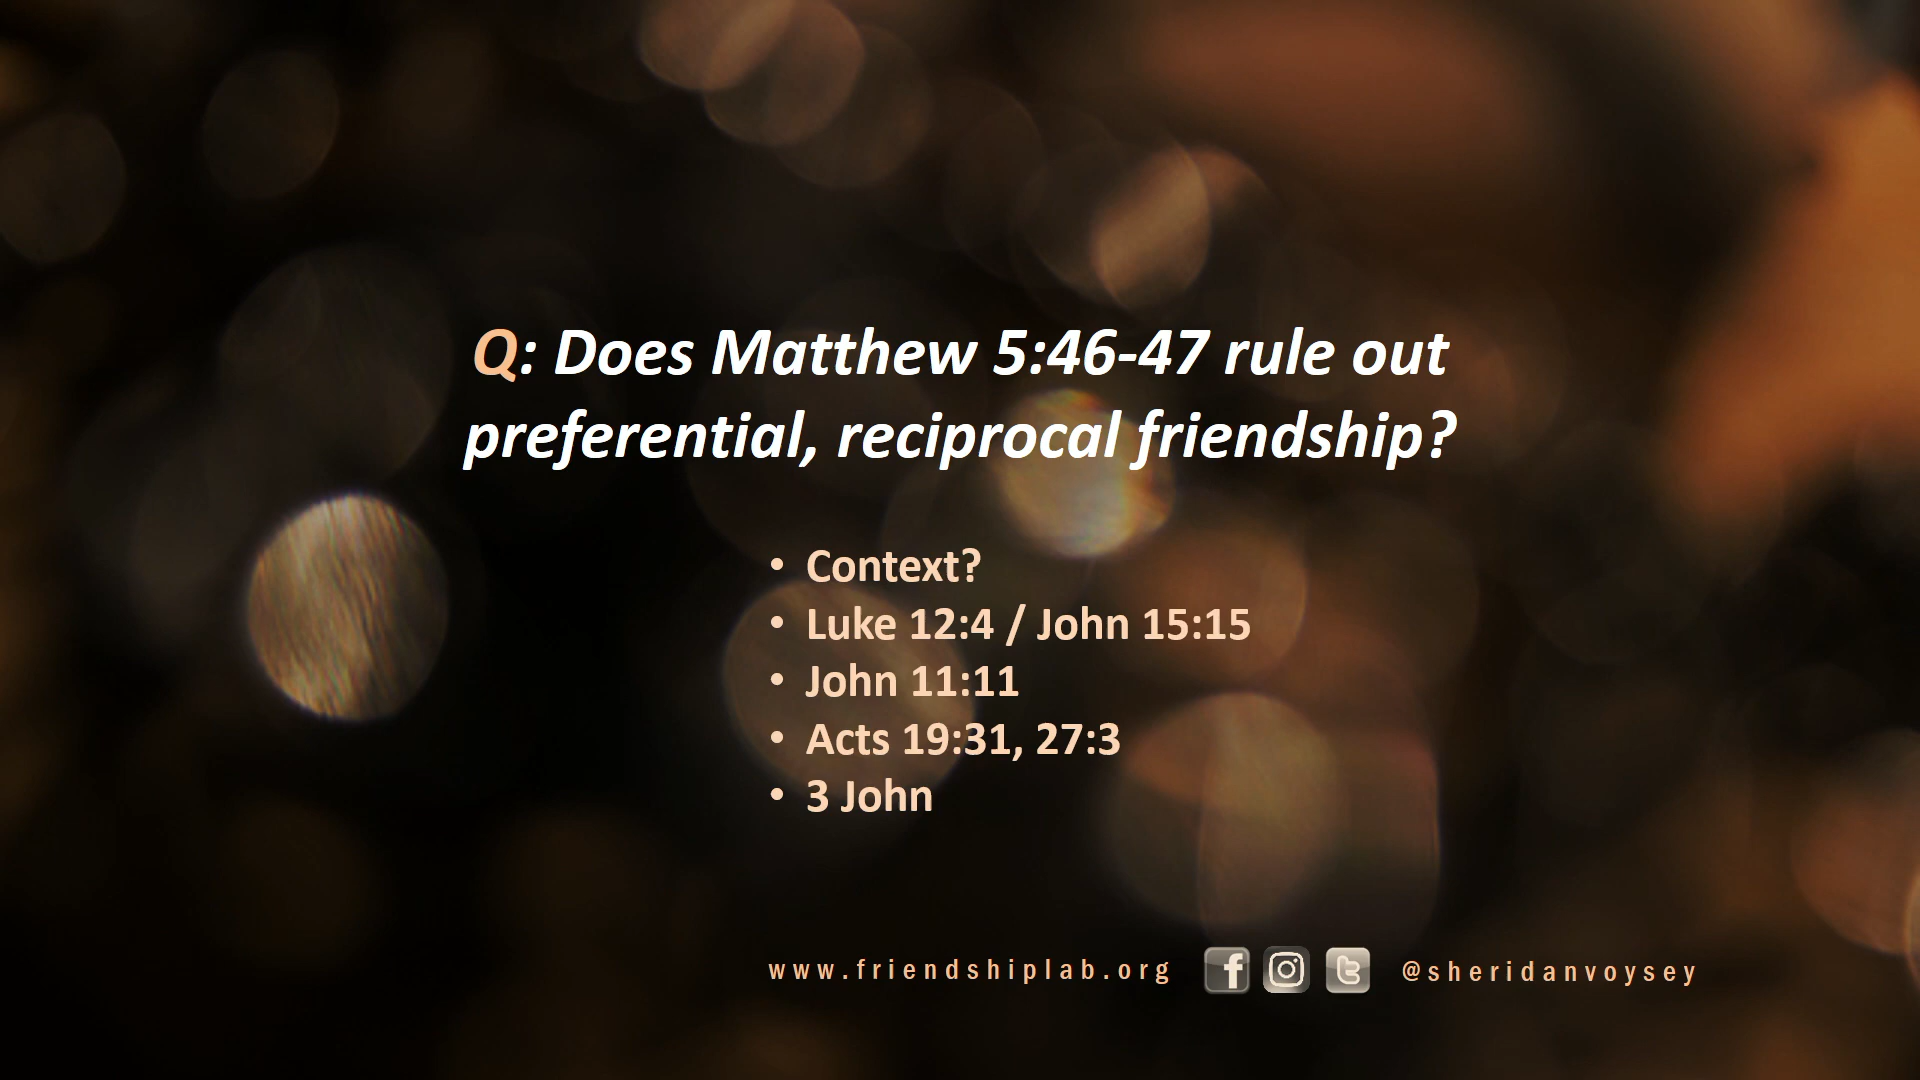 Q: Does Matthew 5:46-47 rule out
preferential, reciprocal friendship?
• Context?
• Luke 12:4 / John 15:15
• John 11:11
• Acts 19:31, 27:3
• 3 John
www.friendshiplab.org @sheridanvoysey